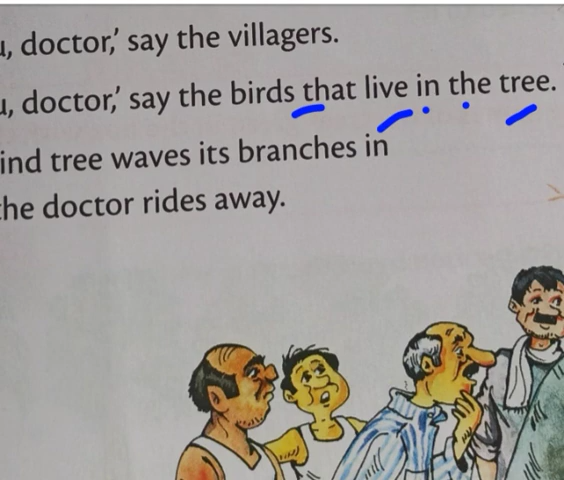 u, doctor,’ say the villagers.
u, doctor,’ say the birds that live in the tree.
ind tree waves its branches in
he doctor rides away.